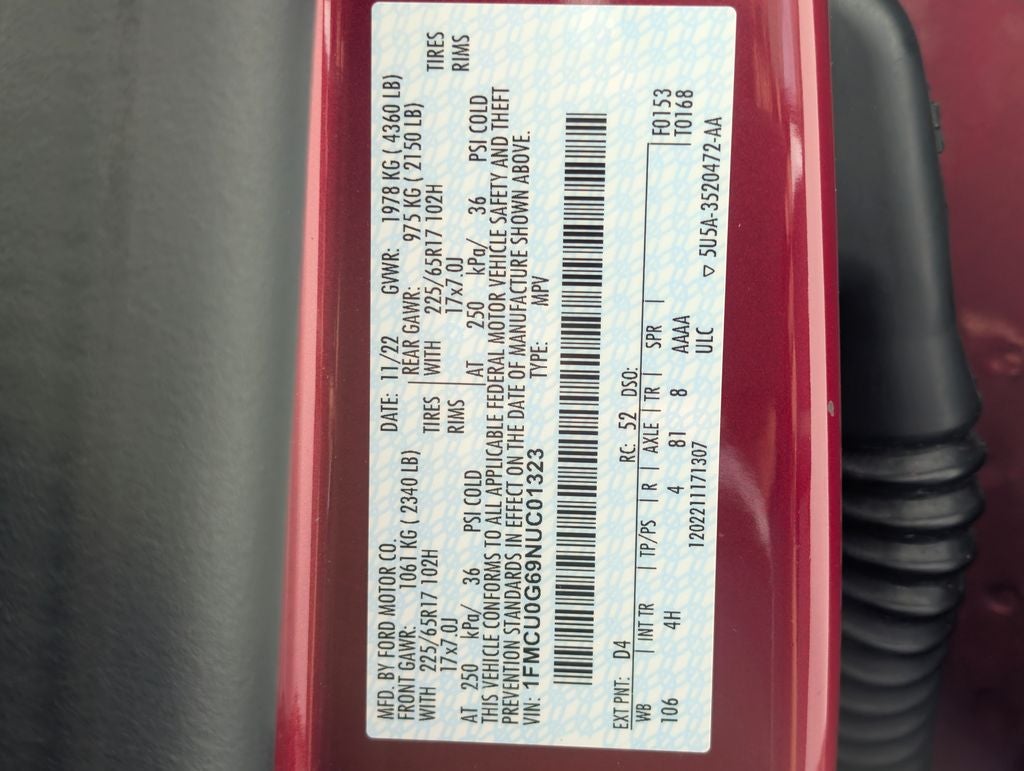 MFD. BY FORD MOTOR CO. DATE: 11/22 GVWR: 1978 KG ( 4360 LB)
FRONT GAWR: 1061 KG ( 2340 LB) REAR GAWR: 975 KG ( 2150 LB)
WITH 225/65R17 102H TIRES WITH 225/65R17 102H TIRES
17x7.0J RIMS 17x7.0J RIMS
AT 250 kPa/ 36 PSI COLD AT 250 kPa/ 36 PSI COLD
THIS VEHICLE CONFORMS TO ALL APPLICABLE FEDERAL MOTOR VEHICLE SAFETY AND THEFT
PREVENTION STANDARDS IN EFFECT ON THE DATE OF MANUFACTURE SHOWN ABOVE.
VIN: 1FMCU0G69NUC01323 TYPE: MPV
EXT PNT: D4 RC: 52 DSO:
WB | INT TR | TP/PS | R | AXLE | TR | SPR | F0153
106 4H 4 81 8 AAAA T0168
120221171307 ULC ▽ 5U5A-3520472-AA